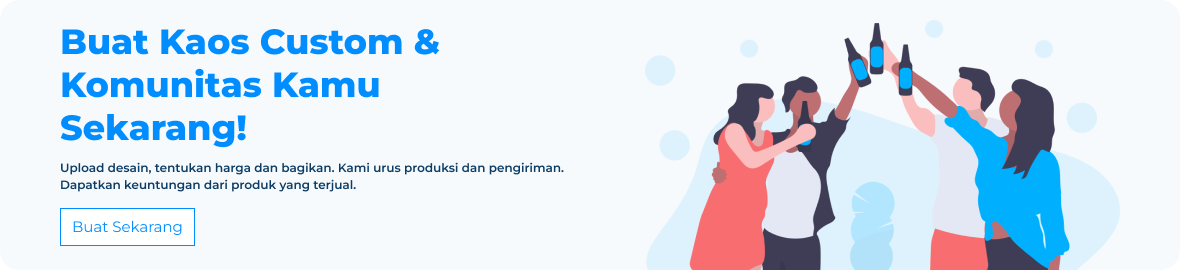 Buat Kaos Custom &
Komunitas Kamu
Sekarang!
Upload desain, tentukan harga dan bagikan. Kami urus produksi dan pengiriman.
Dapatkan keuntungan dari produk yang terjual.
Buat Sekarang